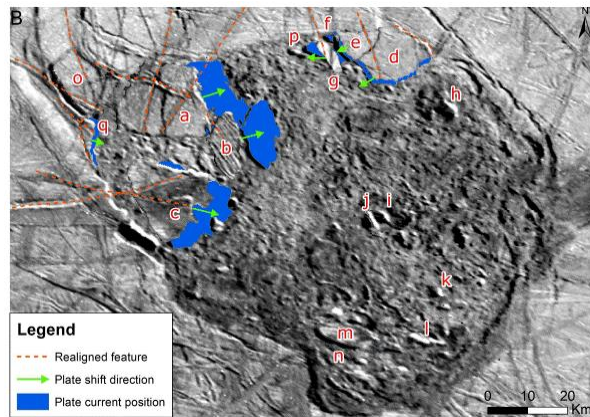 B
N
f
p
e
d
g
o
h
a
q
b
c
j
i
k
l
m
n
Legend
Realigned feature
Plate shift direction
Plate current position
0
10
20
Km